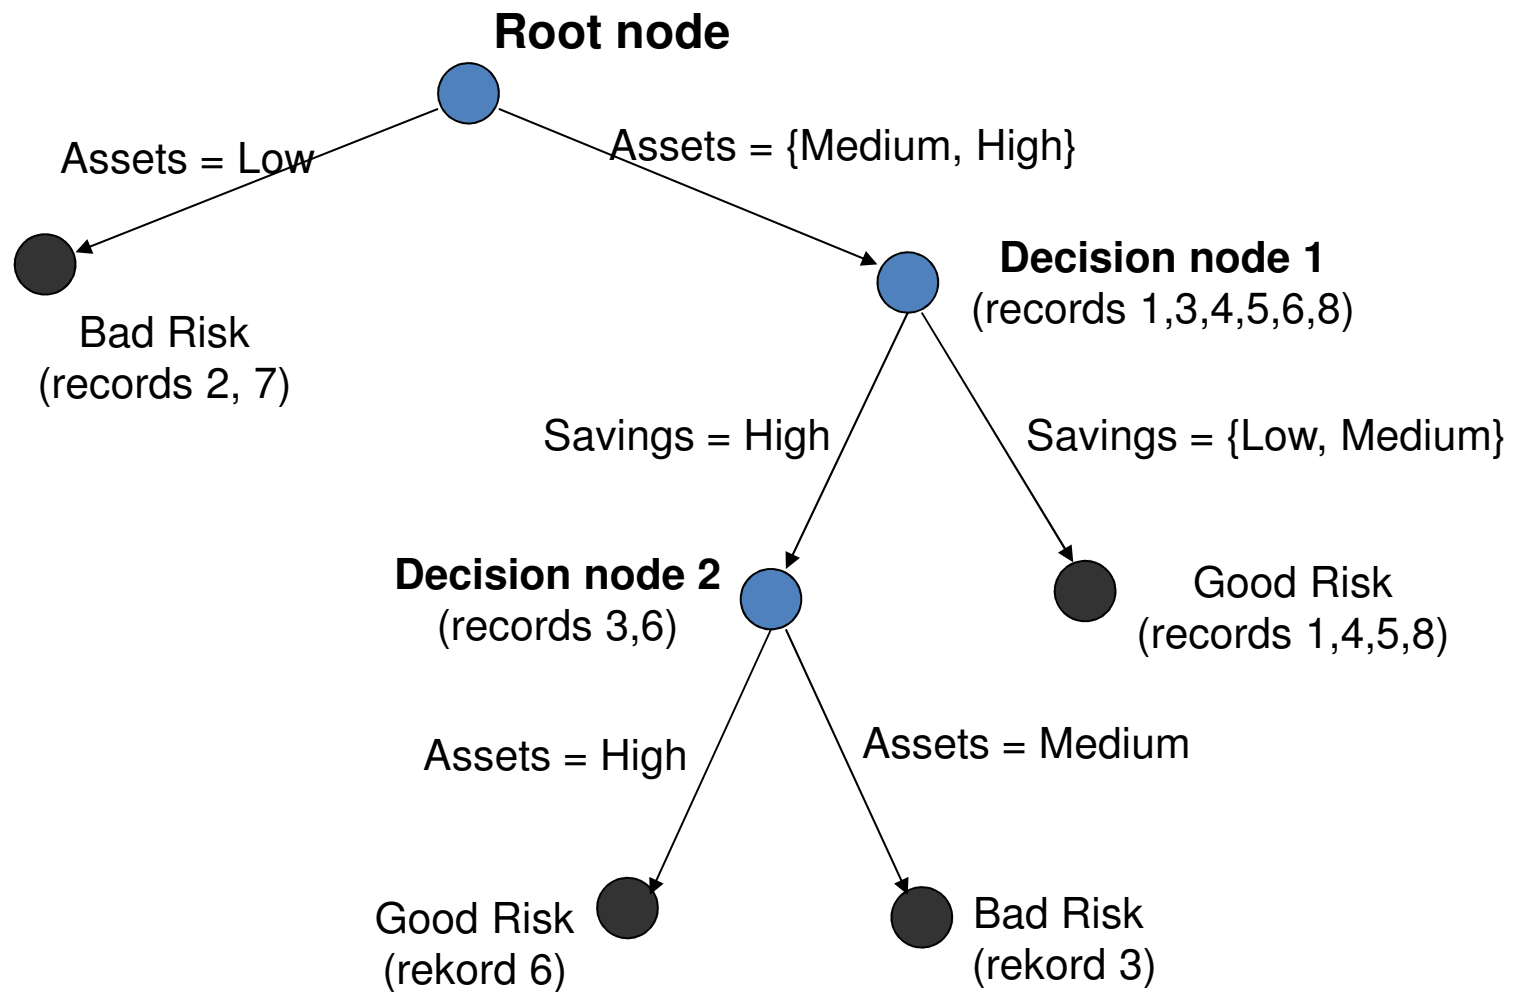 Root node
Assets = Low
Assets = {Medium, High}
Decision node 1
(records 1,3,4,5,6,8)
Bad Risk
(records 2, 7)
Savings = High
Savings = {Low, Medium}
Decision node 2
(records 3,6)
Good Risk
(records 1,4,5,8)
Assets = High
Assets = Medium
Good Risk
(rekord 6)
Bad Risk
(rekord 3)